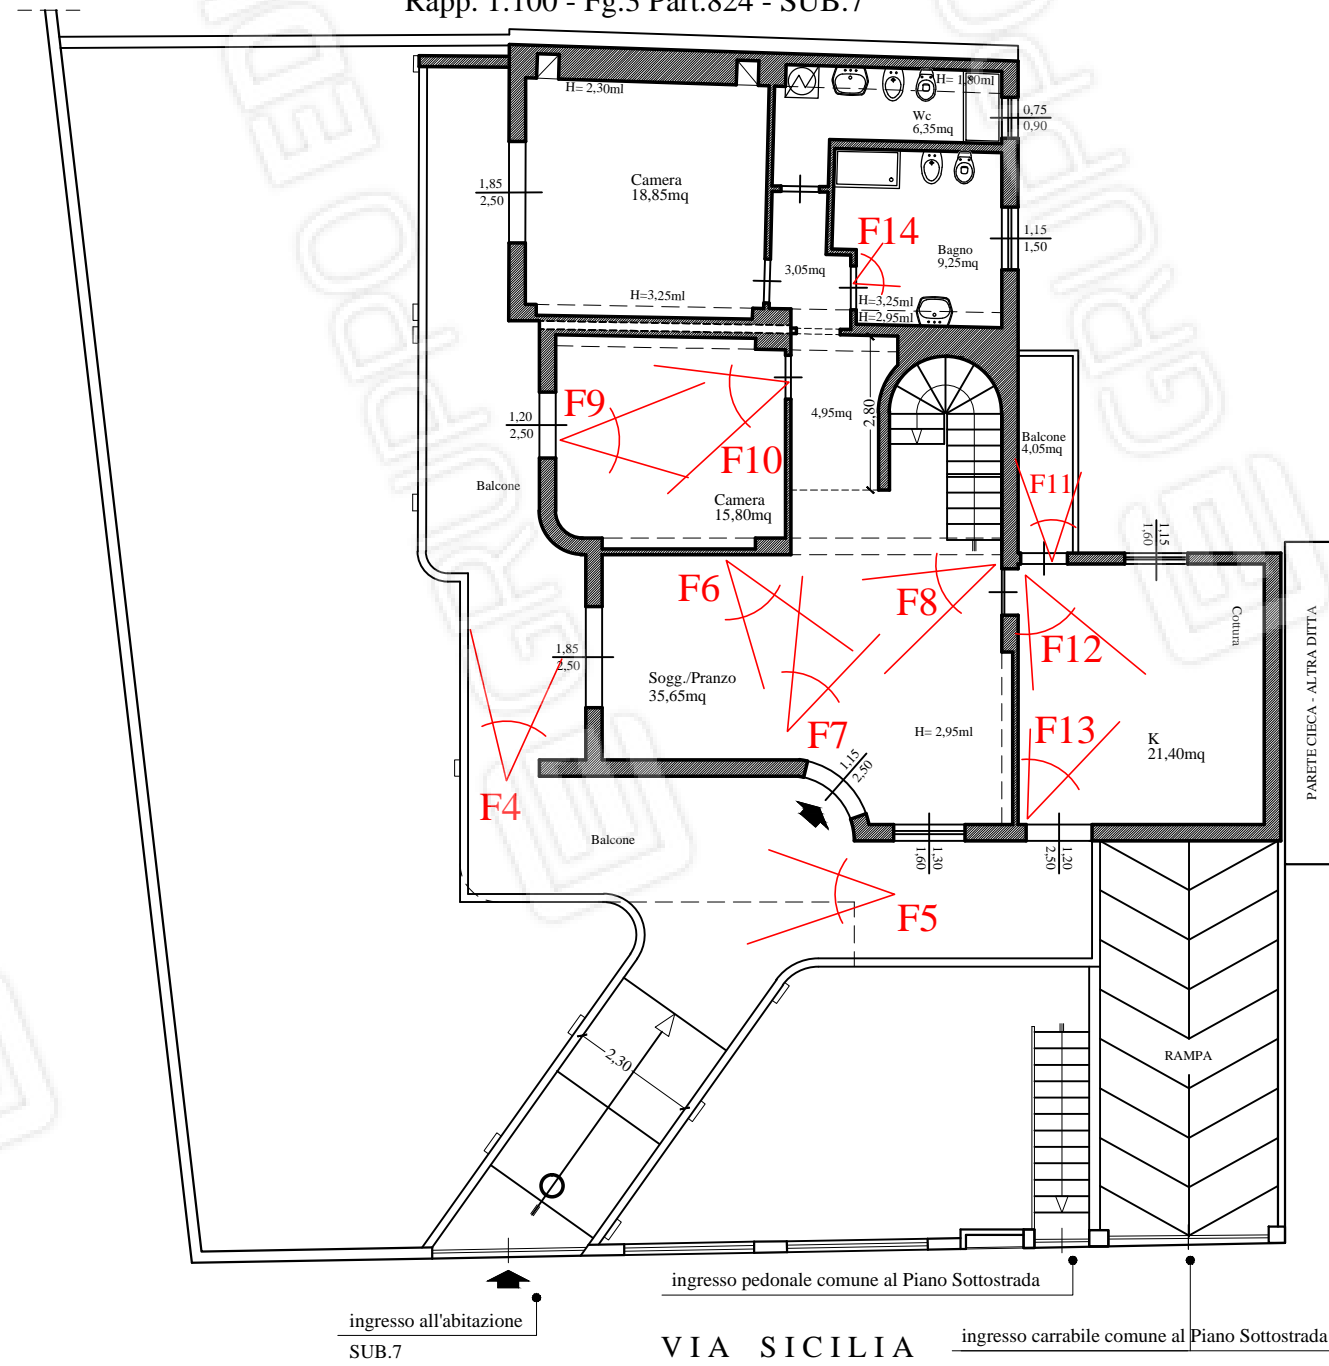 Rapp. 1:100 - Fg.5 Part.824 - SUB.7
H= 2,30ml
H= 1,80ml
Wc
6,35mq
0,75
0,90
Camera
18,85mq
1,85
2,50
F14
Bagno
9,25mq
1,15
1,50
3,05mq
H=3,25ml
H=3,25ml
H=2,95ml
F9
1,20
2,50
4,95mq
2,80
F10
Balcone
4,05mq
Camera
15,80mq
Balcone
F11
1,15
1,60
F6
F8
Cottura
F12
PARETE CIECA - ALTRA DITTA
1,85
2,50
Sogg./Pranzo
35,65mq
F7
H= 2,95ml
F13
K
21,40mq
1,15
2,50
F4
Balcone
1,30
1,60
1,20
2,50
F5
2,30
RAMPA
ingresso pedonale comune al Piano Sottostrada
ingresso all'abitazione
SUB.7
VIA SICILIA
ingresso carrabile comune al Piano Sottostrada